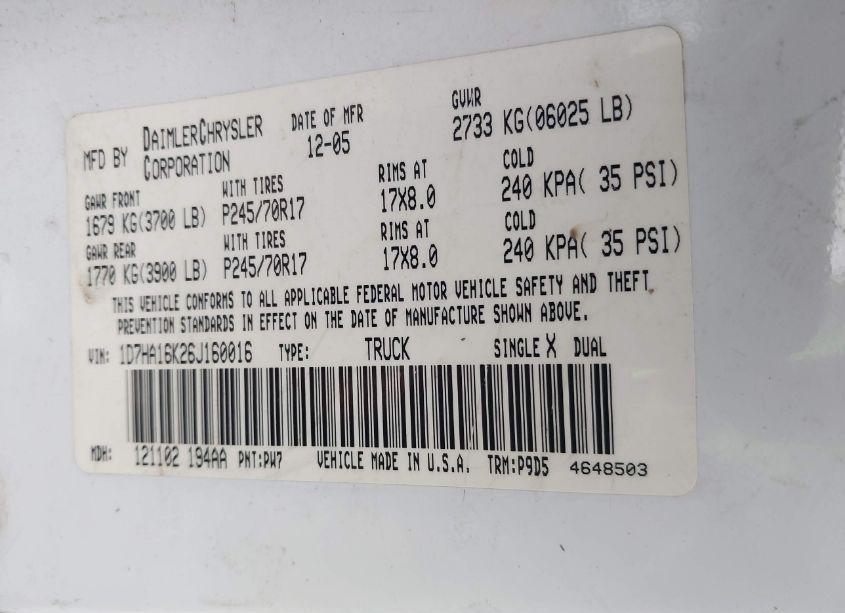 MFD BY DAIMLERCHRYSLER CORPORATION DATE OF MFR 12-05 GVWR 2733 KG(06025 LB)
GAWR FRONT WITH TIRES RIMS AT COLD
1679 KG(3700 LB) P245/70R17 17X8.0 240 KPA( 35 PSI)
GAWR REAR WITH TIRES RIMS AT COLD
1770 KG(3900 LB) P245/70R17 17X8.0 240 KPA( 35 PSI)
THIS VEHICLE CONFORMS TO ALL APPLICABLE FEDERAL MOTOR VEHICLE SAFETY AND THEFT
PREVENTION STANDARDS IN EFFECT ON THE DATE OF MANUFACTURE SHOWN ABOVE.
VIN: 1D7HA16K26J160016 TYPE: TRUCK SINGLE X DUAL
MDH: 121102 194AA PNT:PW7 VEHICLE MADE IN U.S.A. TRM:P9D5 4648503